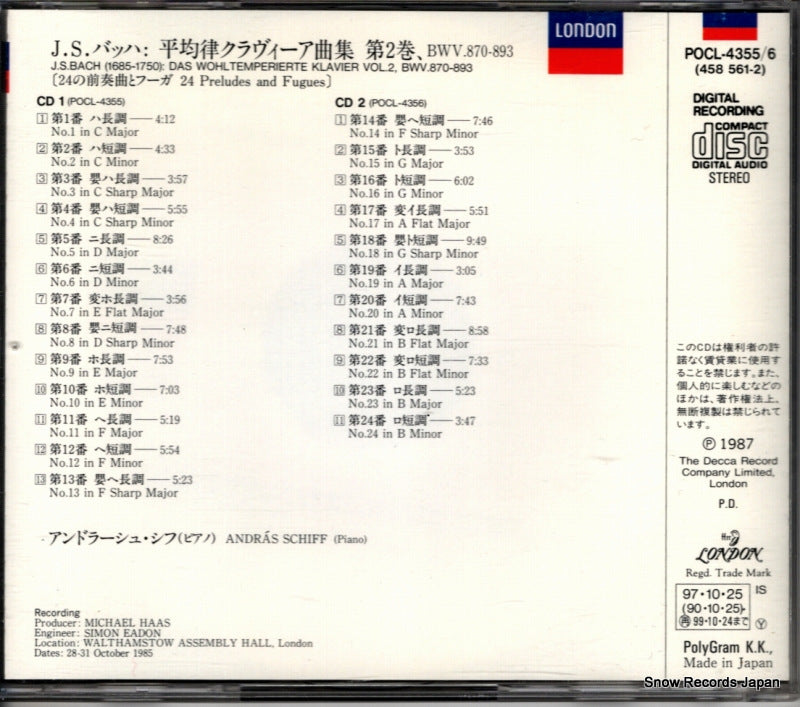 J.S.バッハ: 平均律クラヴィーア曲集 第2巻、BWV.870-893
J.S.BACH (1685-1750): DAS WOHLTEMPERIERTE KLAVIER VOL.2, BWV.870-893
〔24の前奏曲とフーガ 24 Preludes and Fugues〕
CD 1 (POCL-4355)
1 第1番 ハ長調——4:12
No.1 in C Major
2 第2番 ハ短調——4:33
No.2 in C Minor
3 第3番 嬰ハ長調——3:57
No.3 in C Sharp Major
4 第4番 嬰ハ短調——5:55
No.4 in C Sharp Minor
5 第5番 ニ長調——8:26
No.5 in D Major
6 第6番 ニ短調——3:44
No.6 in D Minor
7 第7番 変ホ長調——3:56
No.7 in E Flat Major
8 第8番 嬰ニ短調——7:48
No.8 in D Sharp Minor
9 第9番 ホ長調——7:53
No.9 in E Major
10 第10番 ホ短調——7:03
No.10 in E Minor
11 第11番 ヘ長調——5:19
No.11 in F Major
12 第12番 ヘ短調——5:54
No.12 in F Minor
13 第13番 嬰ヘ長調——5:23
No.13 in F Sharp Major
CD 2 (POCL-4356)
1 第14番 嬰ヘ短調——7:46
No.14 in F Sharp Minor
2 第15番 ト長調——3:53
No.15 in G Major
3 第16番 ト短調——6:02
No.16 in G Minor
4 第17番 変イ長調——5:51
No.17 in A Flat Major
5 第18番 嬰ト短調——9:49
No.18 in G Sharp Minor
6 第19番 イ長調——3:05
No.19 in A Major
7 第20番 イ短調——7:43
No.20 in A Minor
8 第21番 変ロ長調——8:58
No.21 in B Flat Major
9 第22番 変ロ短調——7:33
No.22 in B Flat Minor
10 第23番 ロ長調——5:23
No.23 in B Major
11 第24番 ロ短調——3:47
No.24 in B Minor
アンドラーシュ・シフ(ピアノ) ANDRÁS SCHIFF (Piano)
Recording
Producer: MICHAEL HAAS
Engineer: SIMON EADON
Location: WALTHAMSTOW ASSEMBLY HALL, London
Dates: 28-31 October 1985
LONDON
POCL-4355/6
(458 561-2)
DIGITAL
RECORDING
COMPACT
disc
DIGITAL AUDIO
STEREO
このCDは権利者の許
諾なく賃貸業に使用す
ることを禁じます。また、
個人的に楽しむなどの
ほかは、著作権法上、
無断複製は禁じられて
います。
Ⓟ 1987
The Decca Record
Company Limited,
London
P.D.
LONDON
Regd. Trade Mark
97・10・25
(90・10・25)
再 99・10・24まで
IS
Ⓨ
PolyGram K.K.,
Made in Japan
Snow Records Japan